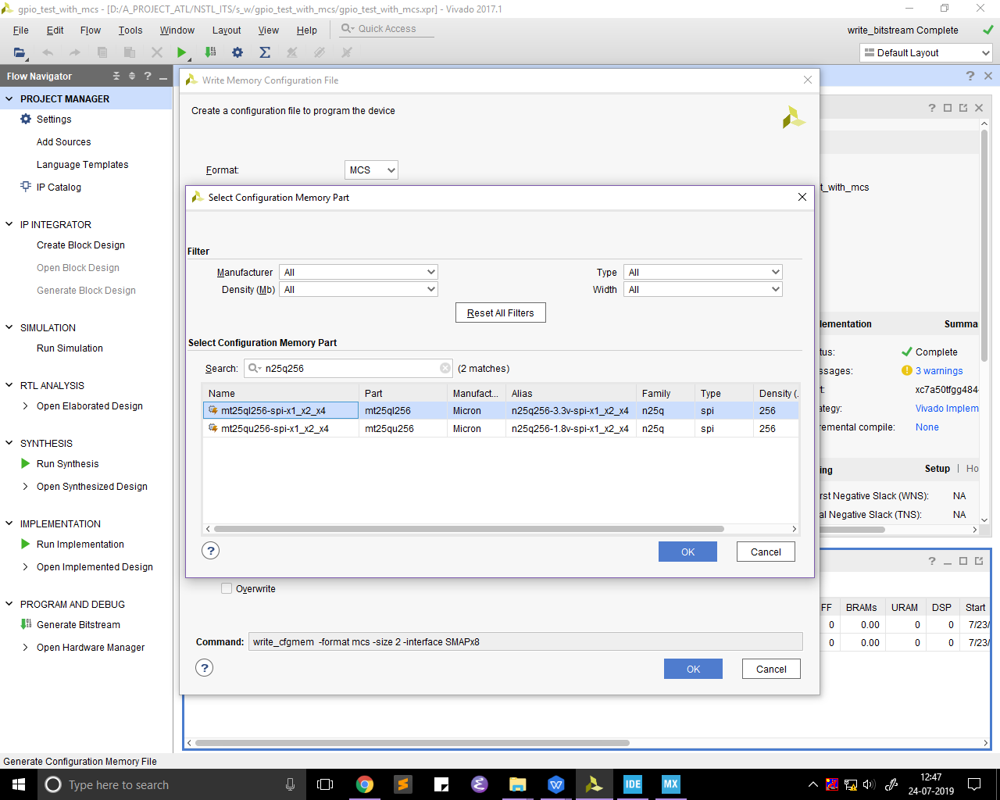 gpio_test_with_mcs - [D:/A_PROJECT_ATL/NSTL_ITS/s_w/gpio_test_with_mcs/gpio_test_with_mcs.xpr] - Vivado 2017.1
File Edit Flow Tools Window Layout View Help Quick Access
write_bitstream Complete
Default Layout
Flow Navigator
PROJECT MANAGER
Settings
Add Sources
Language Templates
IP Catalog
IP INTEGRATOR
Create Block Design
Open Block Design
Generate Block Design
SIMULATION
Run Simulation
RTL ANALYSIS
Open Elaborated Design
SYNTHESIS
Run Synthesis
Open Synthesized Design
IMPLEMENTATION
Run Implementation
Open Implemented Design
PROGRAM AND DEBUG
Generate Bitstream
Open Hardware Manager
Write Memory Configuration File
Create a configuration file to program the device
Format: MCS
Select Configuration Memory Part
Filter
Manufacturer All Type All
Density (Mb) All Width All
Reset All Filters
Select Configuration Memory Part
Search: n25q256 (2 matches)
Name Part Manufact... Alias Family Type Density (.
mt25ql256-spi-x1_x2_x4 mt25ql256 Micron n25q256-3.3v-spi-x1_x2_x4 n25q spi 256
mt25qu256-spi-x1_x2_x4 mt25qu256 Micron n25q256-1.8v-spi-x1_x2_x4 n25q spi 256
OK Cancel
Overwrite
Command: write_cfgmem -format mcs -size 2 -interface SMAPx8
OK Cancel
t_with_mcs
lementation Summa
tus: Complete
ssages: 3 warnings
rt: xc7a50tfgg484-
ategy: Vivado Implem
remental compile: None
ing Setup | Ho
rst Negative Slack (WNS): NA
al Negative Slack (TNS): NA
FF BRAMs URAM DSP Start
0 0.00 0 0 7/23/
0 0.00 0 0 7/23/
Generate Configuration Memory File
Type here to search
IDE
MX
12:47
24-07-2019